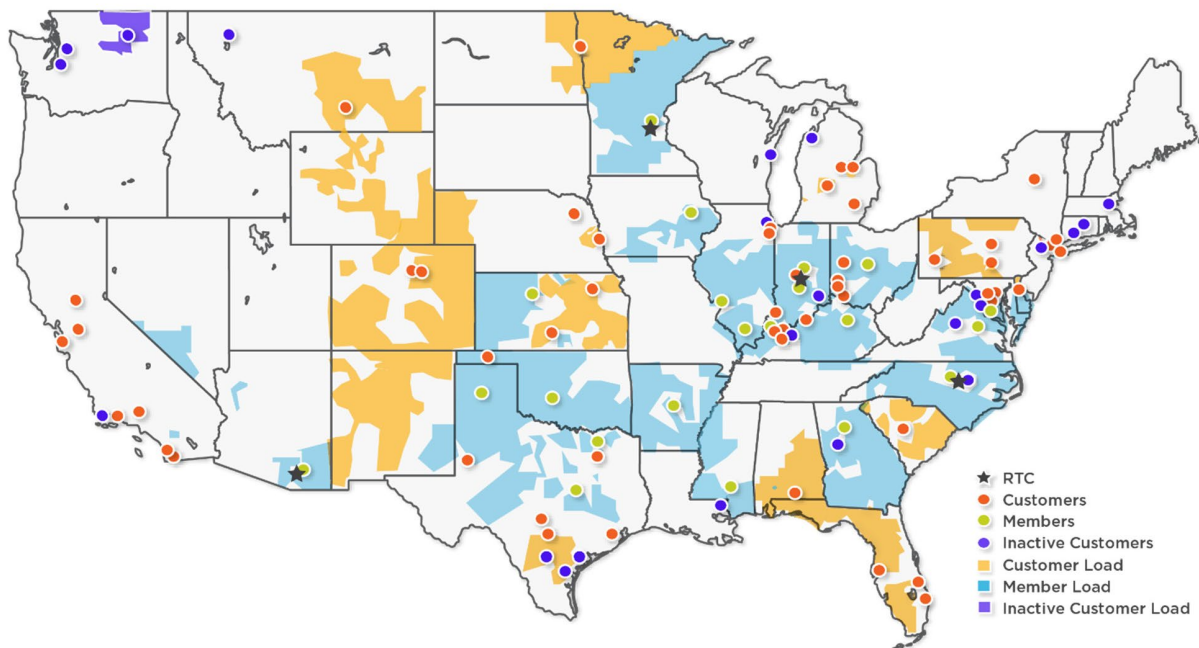 RTC
Customers
Members
Inactive Customers
Customer Load
Member Load
Inactive Customer Load